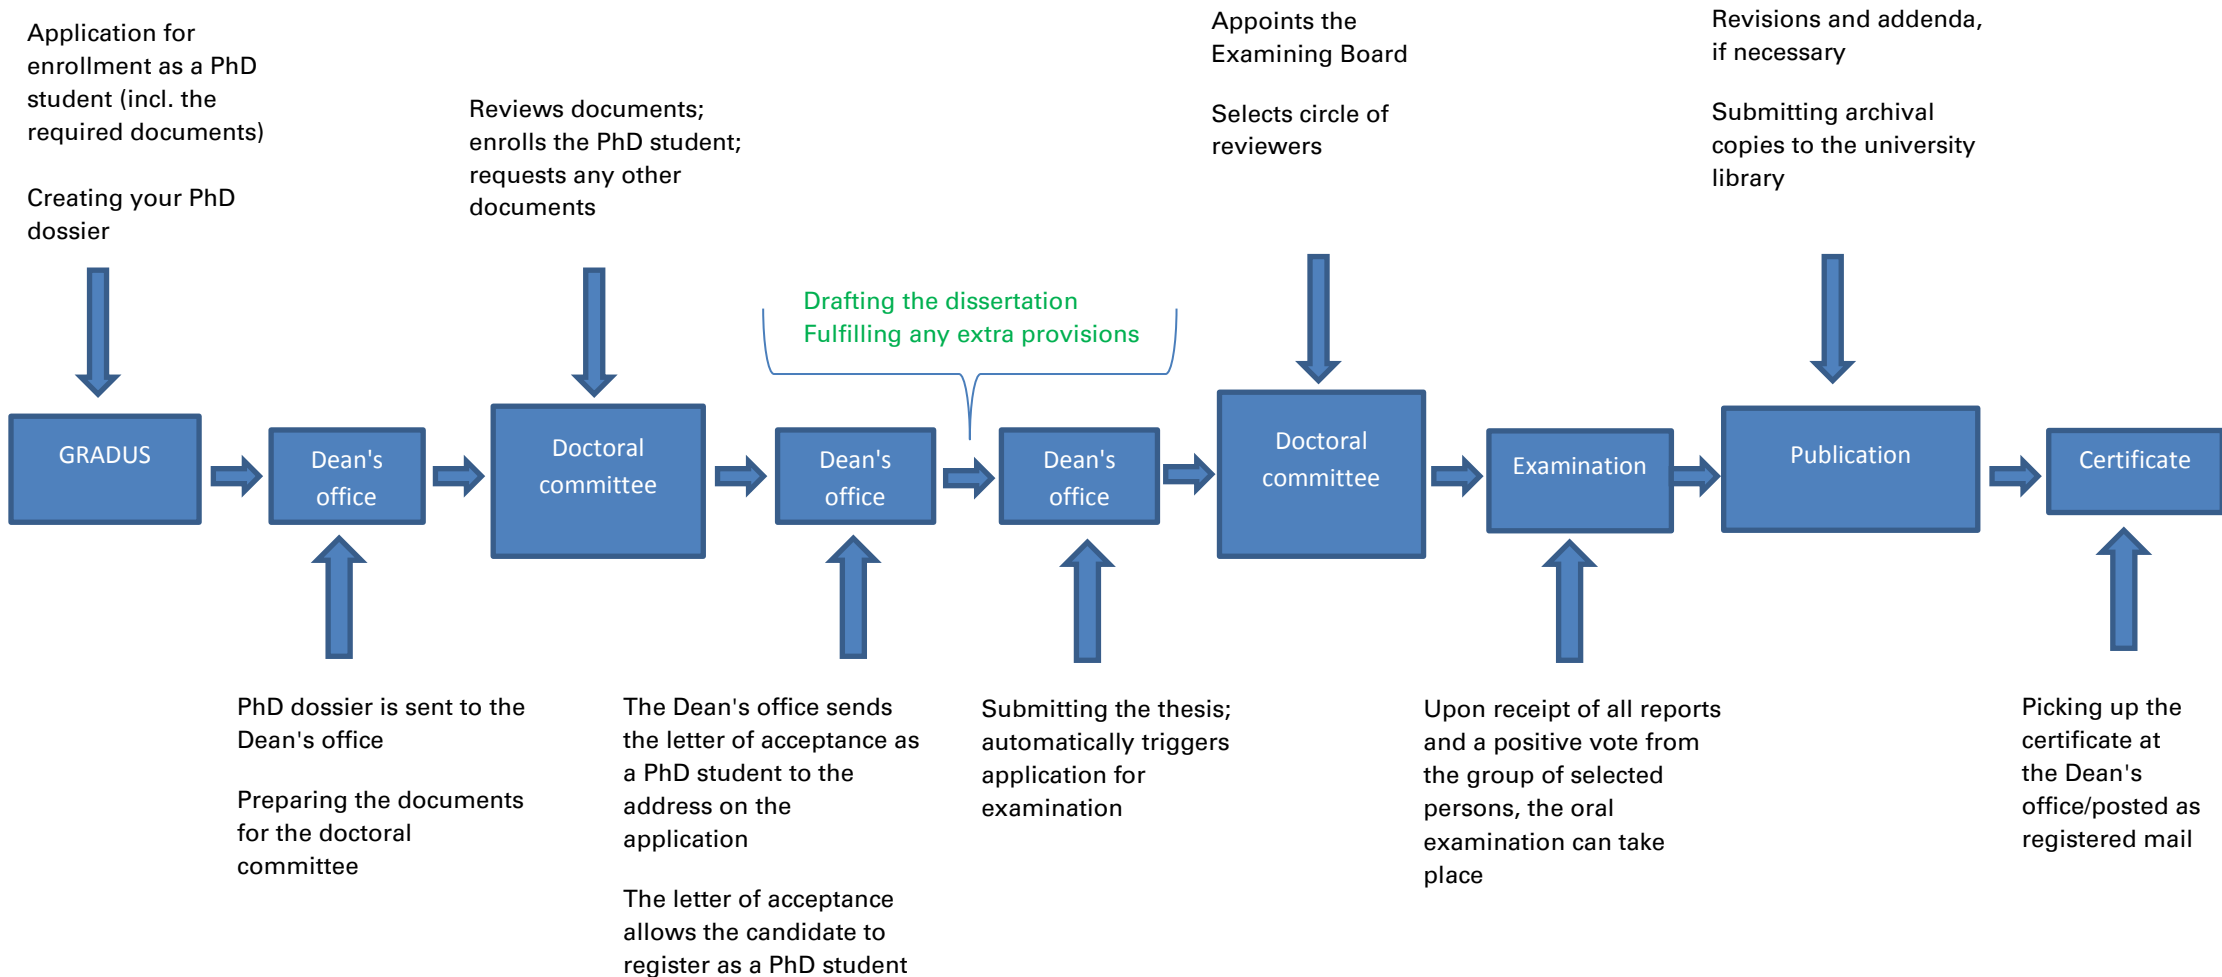 Application for
enrollment as a PhD
student (incl. the
required documents)
Creating your PhD
dossier
Reviews documents;
enrolls the PhD student;
requests any other
documents
Drafting the dissertation
Fulfilling any extra provisions
Appoints the
Examining Board
Selects circle of
reviewers
Revisions and addenda,
if necessary
Submitting archival
copies to the university
library
GRADUS
Dean's
office
Doctoral
committee
Dean's
office
Dean's
office
Doctoral
committee
Examination
Publication
Certificate
PhD dossier is sent to the
Dean's office
Preparing the documents
for the doctoral
committee
The Dean's office sends
the letter of acceptance as
a PhD student to the
address on the
application
The letter of acceptance
allows the candidate to
register as a PhD student
Submitting the thesis;
automatically triggers
application for
examination
Upon receipt of all reports
and a positive vote from
the group of selected
persons, the oral
examination can take
place
Picking up the
certificate at
the Dean's
office/posted as
registered mail